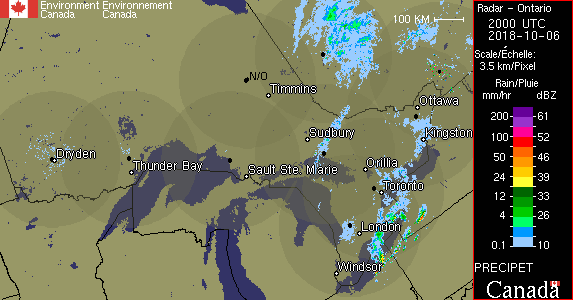 Environment Environnement
Canada Canada
100 KM
N/O
Timmins
Ottawa
Sudbury
Kingston
Dryden
Thunder Bay
Sault Ste. Marie
Orillia
Toronto
London
Windsor
Radar - Ontario
2000 UTC
2018-10-06
Scale/Échelle:
3.5 km/Pixel
Rain/Pluie
mm/hr dBZ
200 61
100 52
50 46
24 39
12 34
4 26
0.1 10
PRECIPET
Canada